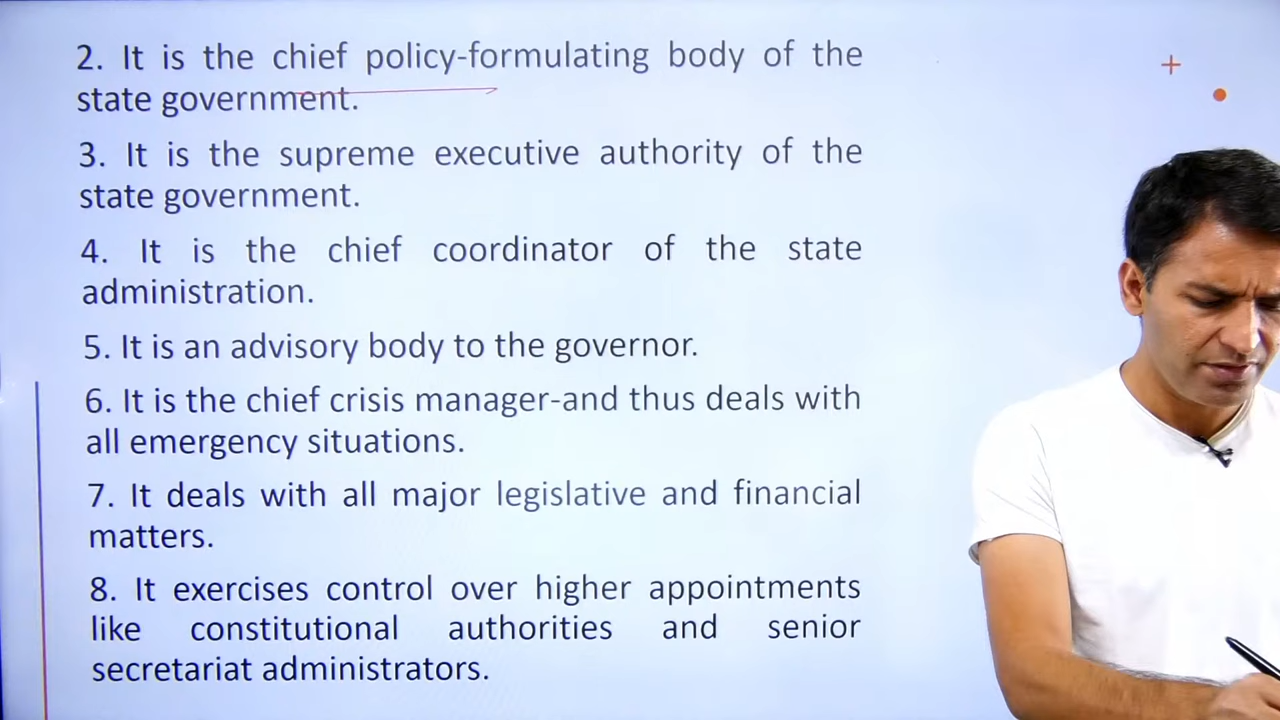 2. It is the chief policy-formulating body of the
state government.
3. It is the supreme executive authority of the
state government.
4. It is the chief coordinator of the state
administration.
5. It is an advisory body to the governor.
6. It is the chief crisis manager-and thus deals with
all emergency situations.
7. It deals with all major legislative and financial
matters.
8. It exercises control over higher appointments
like constitutional authorities and senior
secretariat administrators.